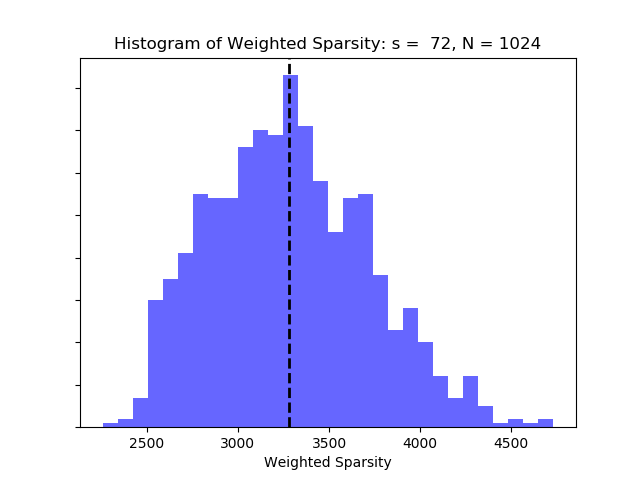 Histogram of Weighted Sparsity: s =  72, N = 1024
2500 3000 3500 4000 4500
Weighted Sparsity